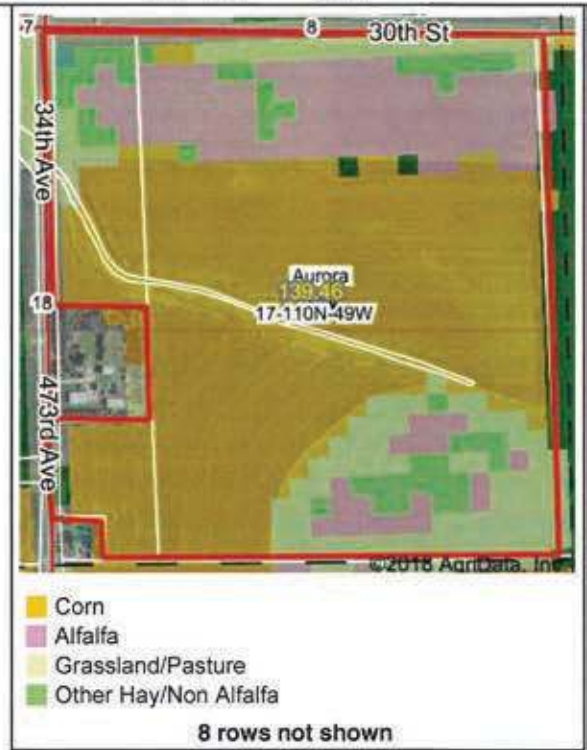 7
8
30th St
34th Ave
Aurora
139.46
17-110N-49W
18
473rd Ave
©2018 AgriData, Inc
Corn
Alfalfa
Grassland/Pasture
Other Hay/Non Alfalfa
8 rows not shown